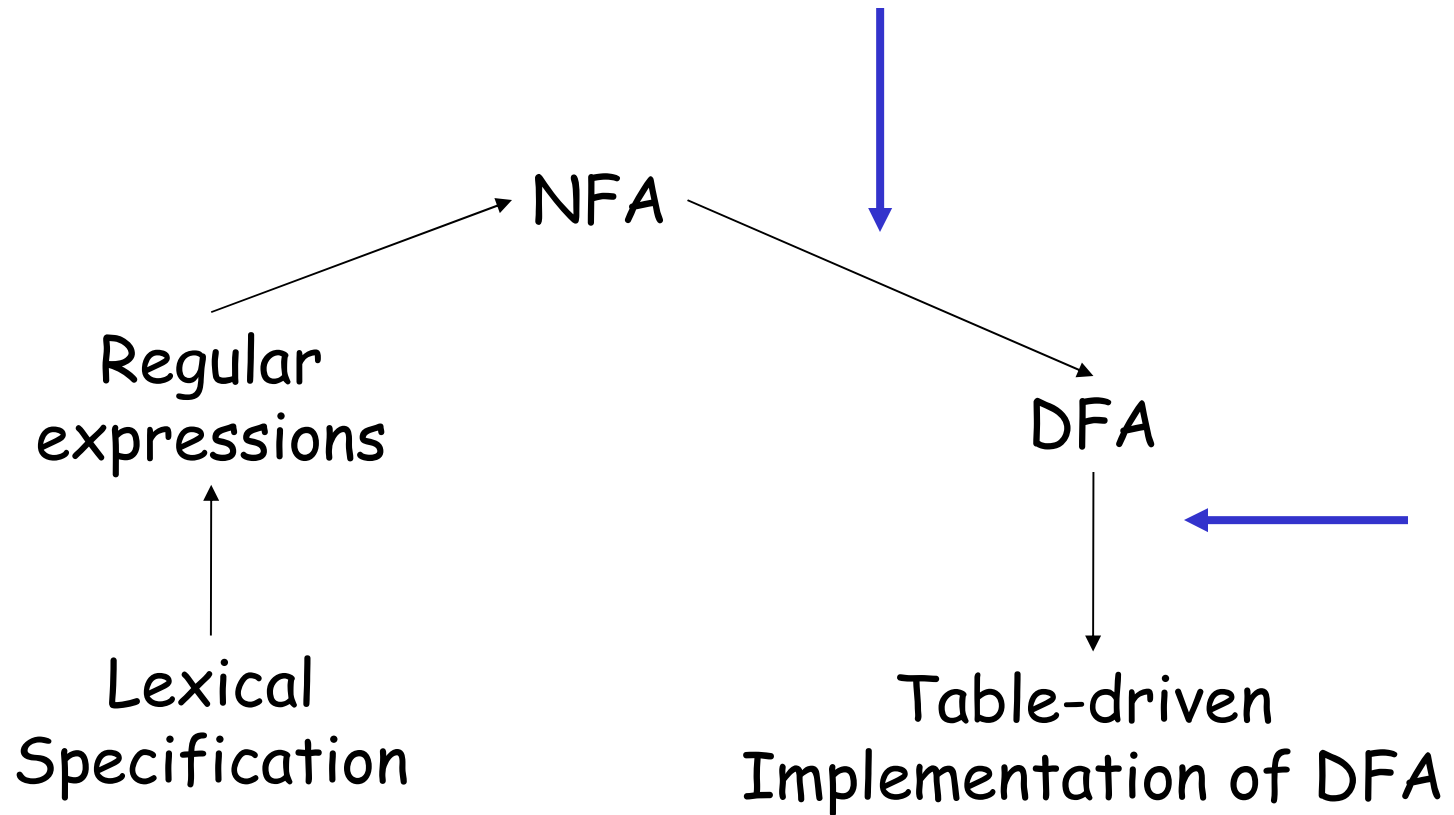 NFA
Regular
expressions
DFA
Lexical
Specification
Table-driven
Implementation of DFA